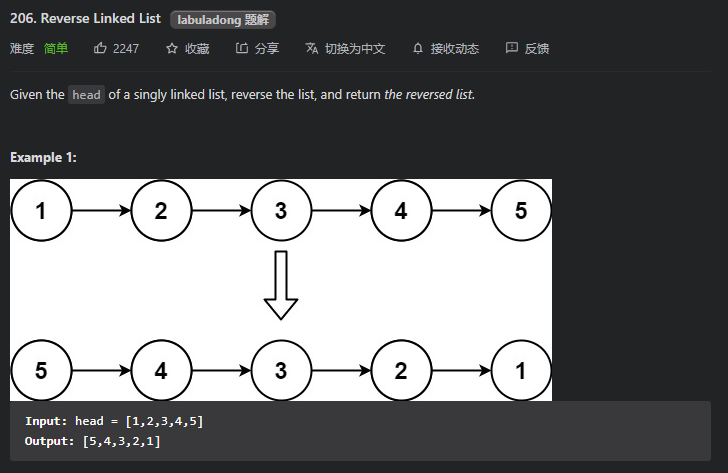 206. Reverse Linked List labuladong 题解
难度 简单 2247 收藏 分享 切换为中文 接收动态 反馈
Given the head of a singly linked list, reverse the list, and return the reversed list.
Example 1:
1 2 3 4 5
5 4 3 2 1
Input: head = [1,2,3,4,5]
Output: [5,4,3,2,1]